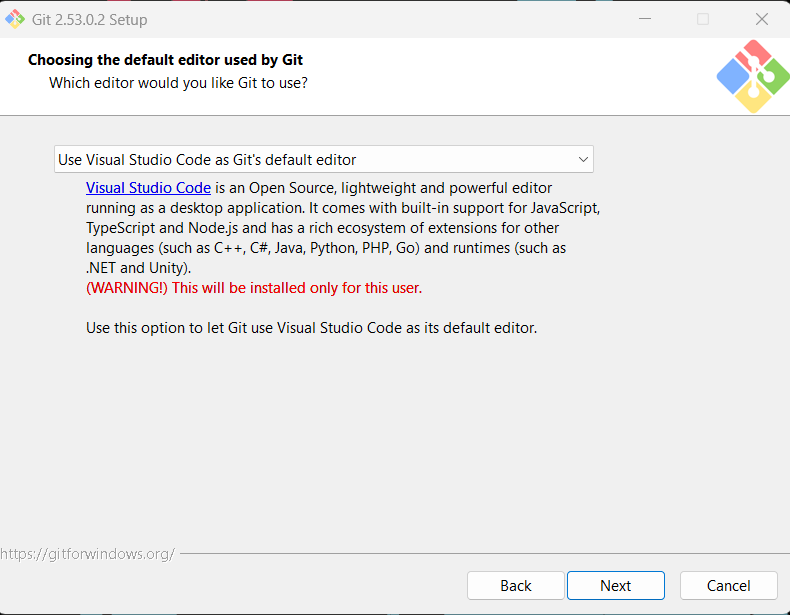 Git 2.53.0.2 Setup
Choosing the default editor used by Git
Which editor would you like Git to use?
Use Visual Studio Code as Git's default editor
Visual Studio Code is an Open Source, lightweight and powerful editor
running as a desktop application. It comes with built-in support for JavaScript,
TypeScript and Node.js and has a rich ecosystem of extensions for other
languages (such as C++, C#, Java, Python, PHP, Go) and runtimes (such as
.NET and Unity).
(WARNING!) This will be installed only for this user.
Use this option to let Git use Visual Studio Code as its default editor.
https://gitforwindows.org/
Back
Next
Cancel